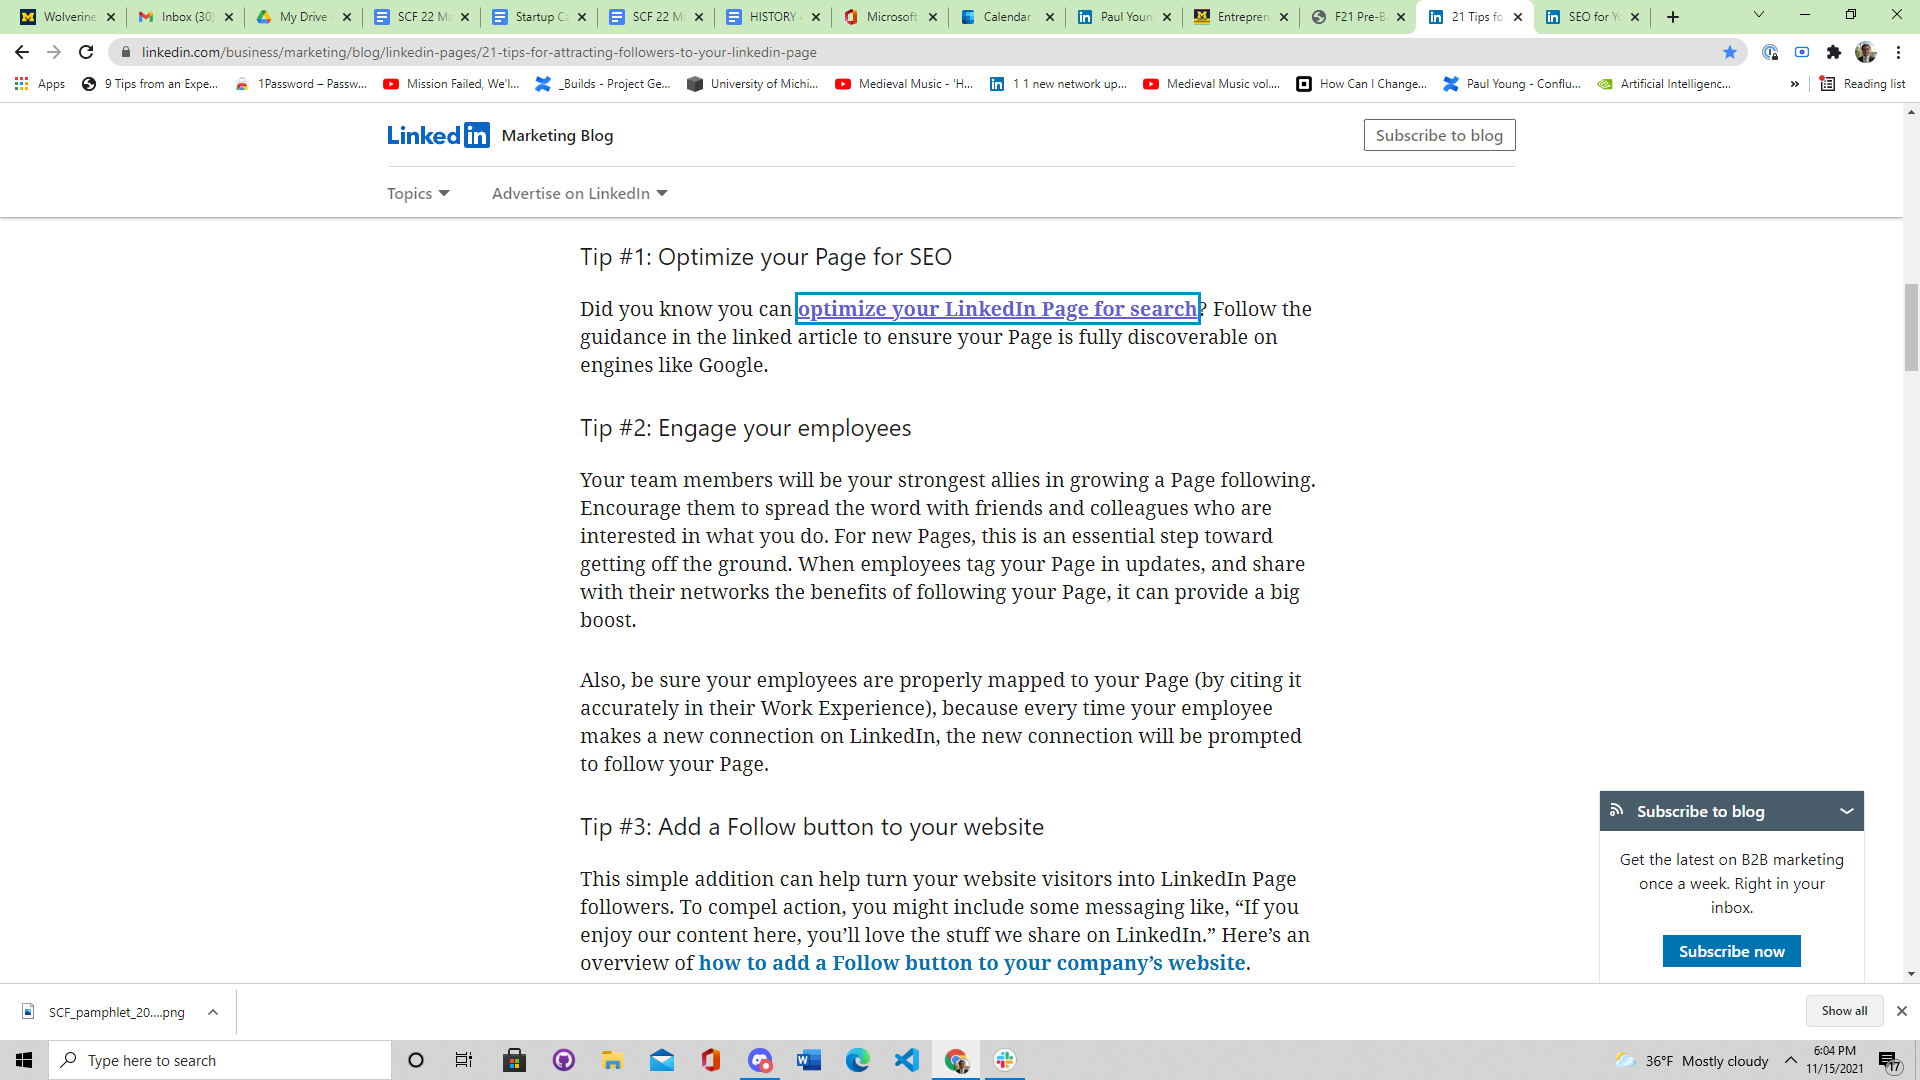 Wolverine
Inbox (30)
My Drive
SCF 22 Ma
Startup Ca
SCF 22 Ma
HISTORY
Microsoft
Calendar
Paul Youn
Entrepren
F21 Pre-B
21 Tips fo
SEO for Yo
linkedin.com/business/marketing/blog/linkedin-pages/21-tips-for-attracting-followers-to-your-linkedin-page
Apps
9 Tips from an Expe...
1Password – Passw...
Mission Failed, We'l...
_Builds - Project Ge...
University of Michi...
Medieval Music - 'H...
1 1 new network up...
Medieval Music vol....
How Can I Change...
Paul Young - Conflu...
Artificial Intelligenc...
»
Reading list
Linked in Marketing Blog
Subscribe to blog
Topics
Advertise on LinkedIn
Tip #1: Optimize your Page for SEO
Did you know you can optimize your LinkedIn Page for search? Follow the
guidance in the linked article to ensure your Page is fully discoverable on
engines like Google.
Tip #2: Engage your employees
Your team members will be your strongest allies in growing a Page following.
Encourage them to spread the word with friends and colleagues who are
interested in what you do. For new Pages, this is an essential step toward
getting off the ground. When employees tag your Page in updates, and share
with their networks the benefits of following your Page, it can provide a big
boost.
Also, be sure your employees are properly mapped to your Page (by citing it
accurately in their Work Experience), because every time your employee
makes a new connection on LinkedIn, the new connection will be prompted
to follow your Page.
Tip #3: Add a Follow button to your website
This simple addition can help turn your website visitors into LinkedIn Page
followers. To compel action, you might include some messaging like, “If you
enjoy our content here, you’ll love the stuff we share on LinkedIn.” Here’s an
overview of how to add a Follow button to your company’s website.
Subscribe to blog
Get the latest on B2B marketing
once a week. Right in your
inbox.
Subscribe now
SCF_pamphlet_20....png
Show all
Type here to search
36°F Mostly cloudy
6:04 PM
11/15/2021
17